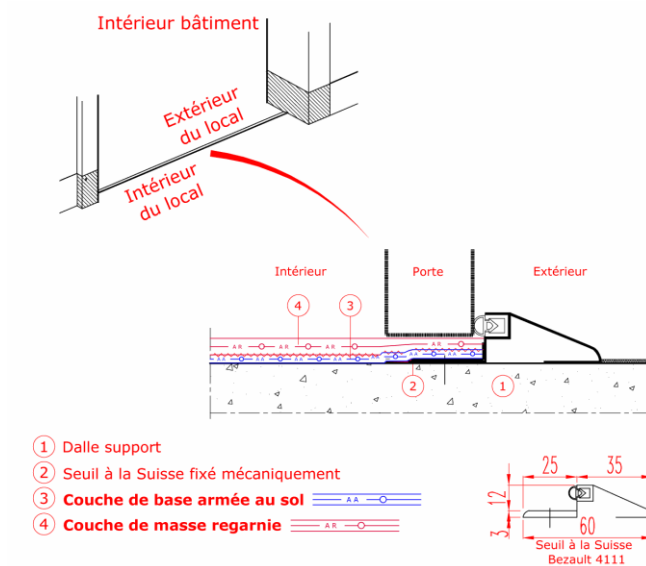 Intérieur bâtiment
Extérieur
du local
Intérieur
du local
Intérieur
Porte
Extérieur
4
3
A R
A R
A R
A R
A A
A A
A A
A A
A A
A A
2
1
1 Dalle support
2 Seuil à la Suisse fixé mécaniquement
3 Couche de base armée au sol A A
4 Couche de masse regarnie A R
25
35
12
3
60
Seuil à la Suisse
Bezault 4111